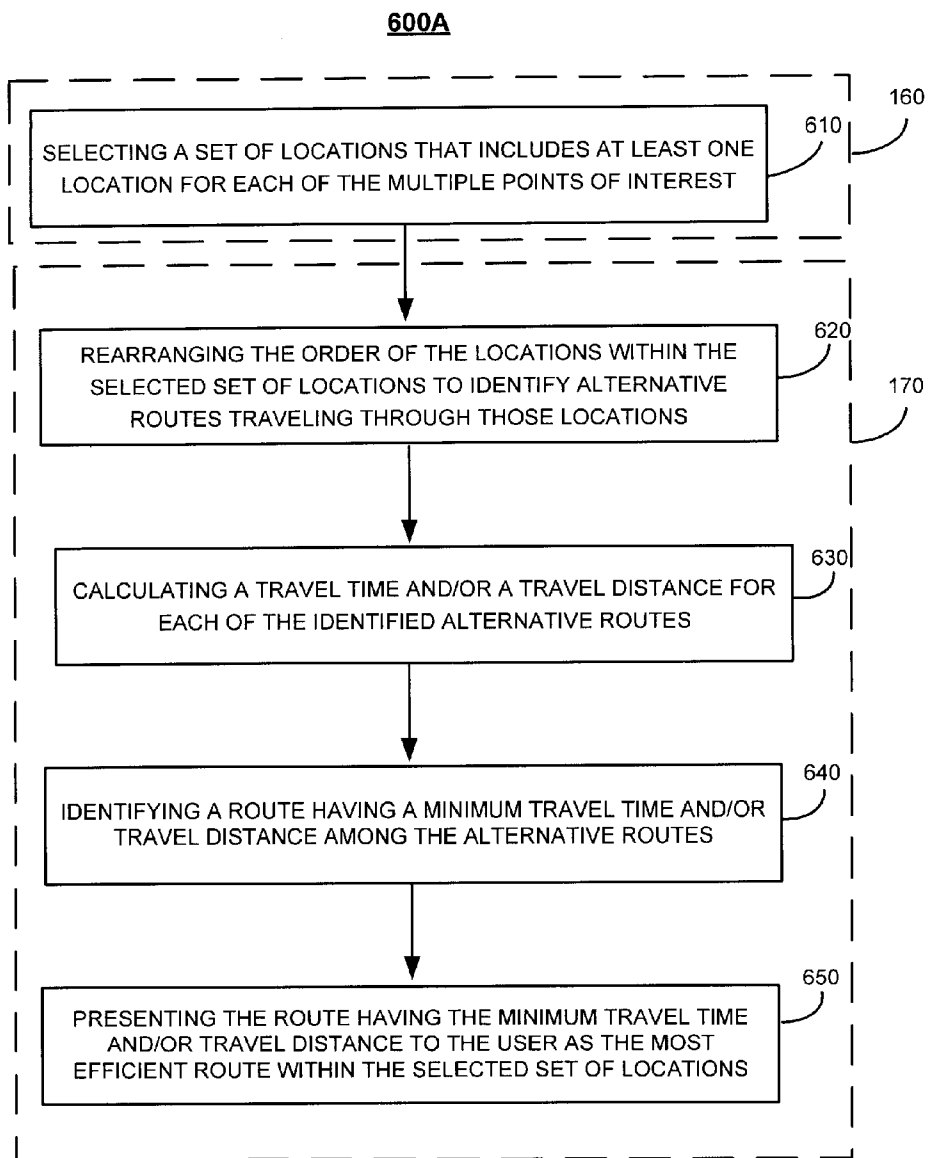 600A
160
610
SELECTING A SET OF LOCATIONS THAT INCLUDES AT LEAST ONE
LOCATION FOR EACH OF THE MULTIPLE POINTS OF INTEREST
620
170
REARRANGING THE ORDER OF THE LOCATIONS WITHIN THE
SELECTED SET OF LOCATIONS TO IDENTIFY ALTERNATIVE
ROUTES TRAVELING THROUGH THOSE LOCATIONS
630
CALCULATING A TRAVEL TIME AND/OR A TRAVEL DISTANCE FOR
EACH OF THE IDENTIFIED ALTERNATIVE ROUTES
640
IDENTIFYING A ROUTE HAVING A MINIMUM TRAVEL TIME AND/OR
TRAVEL DISTANCE AMONG THE ALTERNATIVE ROUTES
650
PRESENTING THE ROUTE HAVING THE MINIMUM TRAVEL TIME
AND/OR TRAVEL DISTANCE TO THE USER AS THE MOST
EFFICIENT ROUTE WITHIN THE SELECTED SET OF LOCATIONS